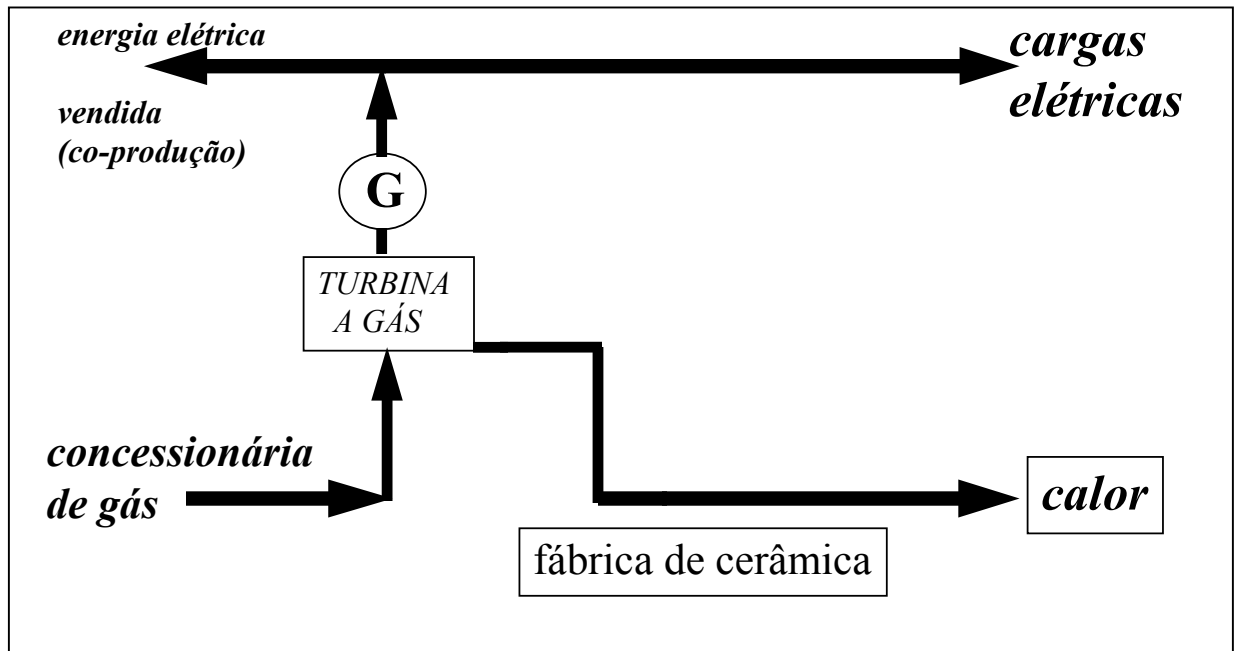 energia elétrica
vendida
(co-produção)
cargas
elétricas
G
TURBINA
A GÁS
concessionária
de gás
calor
fábrica de cerâmica